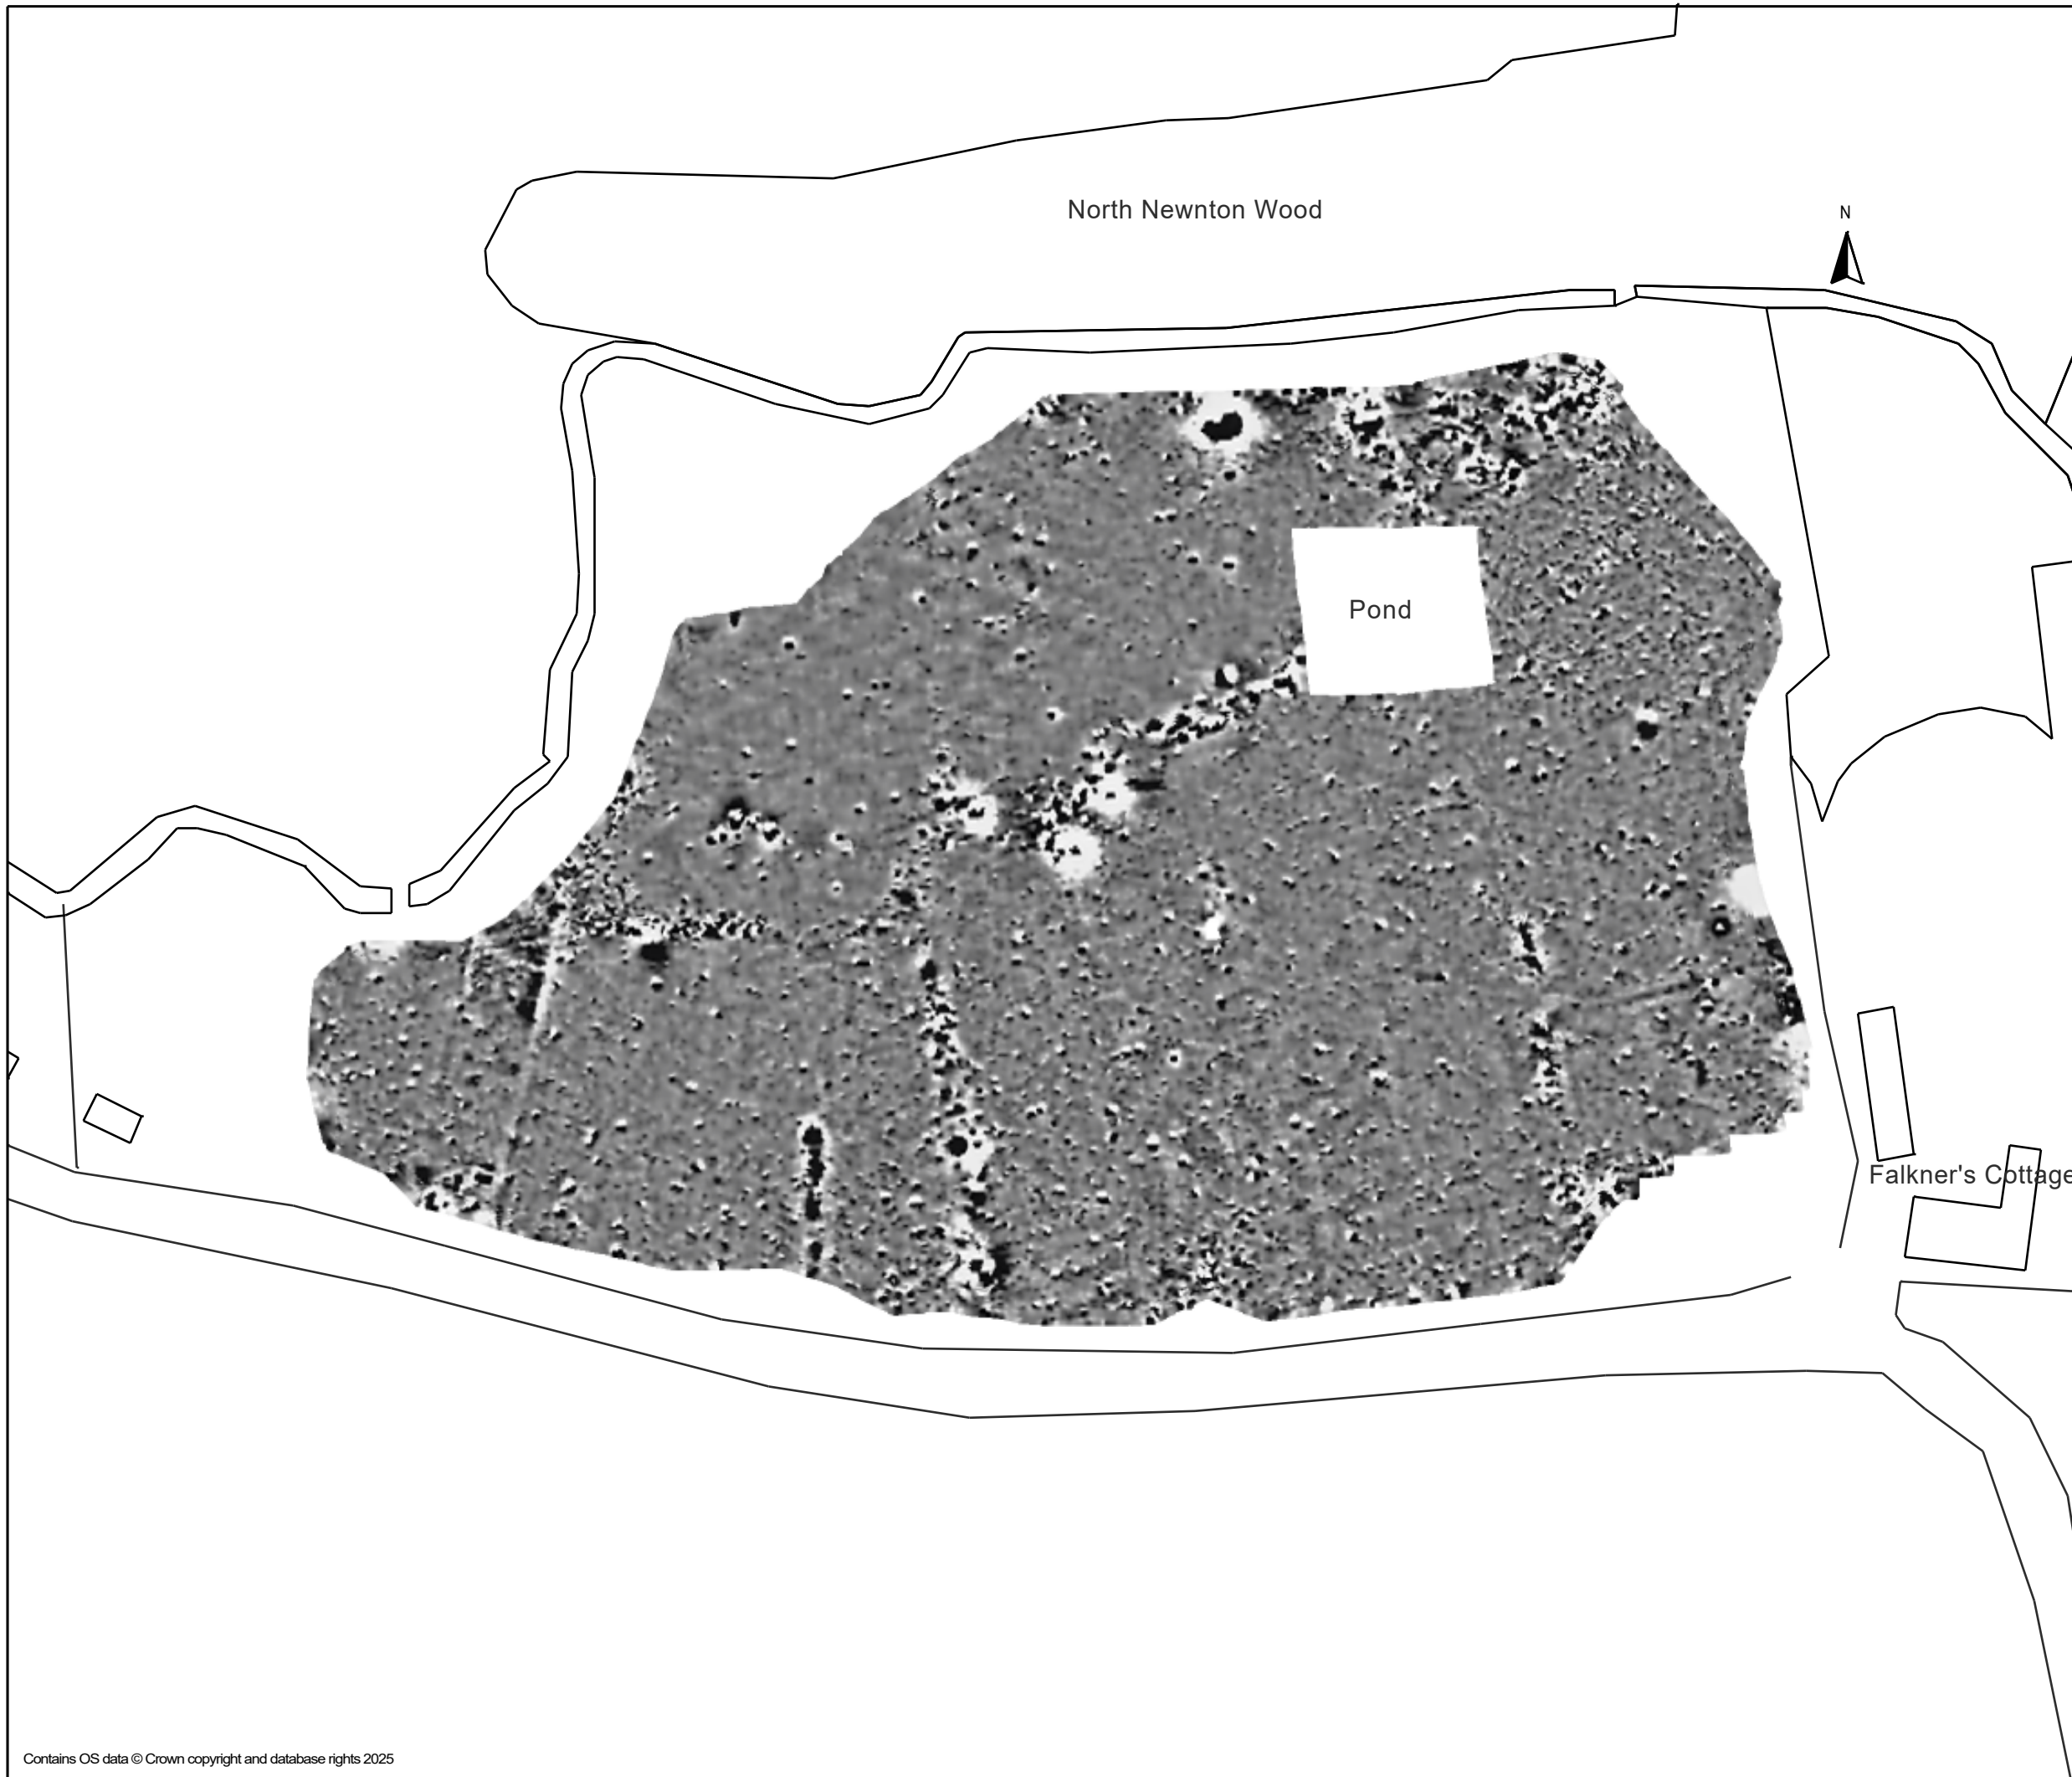 North Newnton Wood
N
Pond
Falkner's Cottage
Contains OS data © Crown copyright and database rights 2025